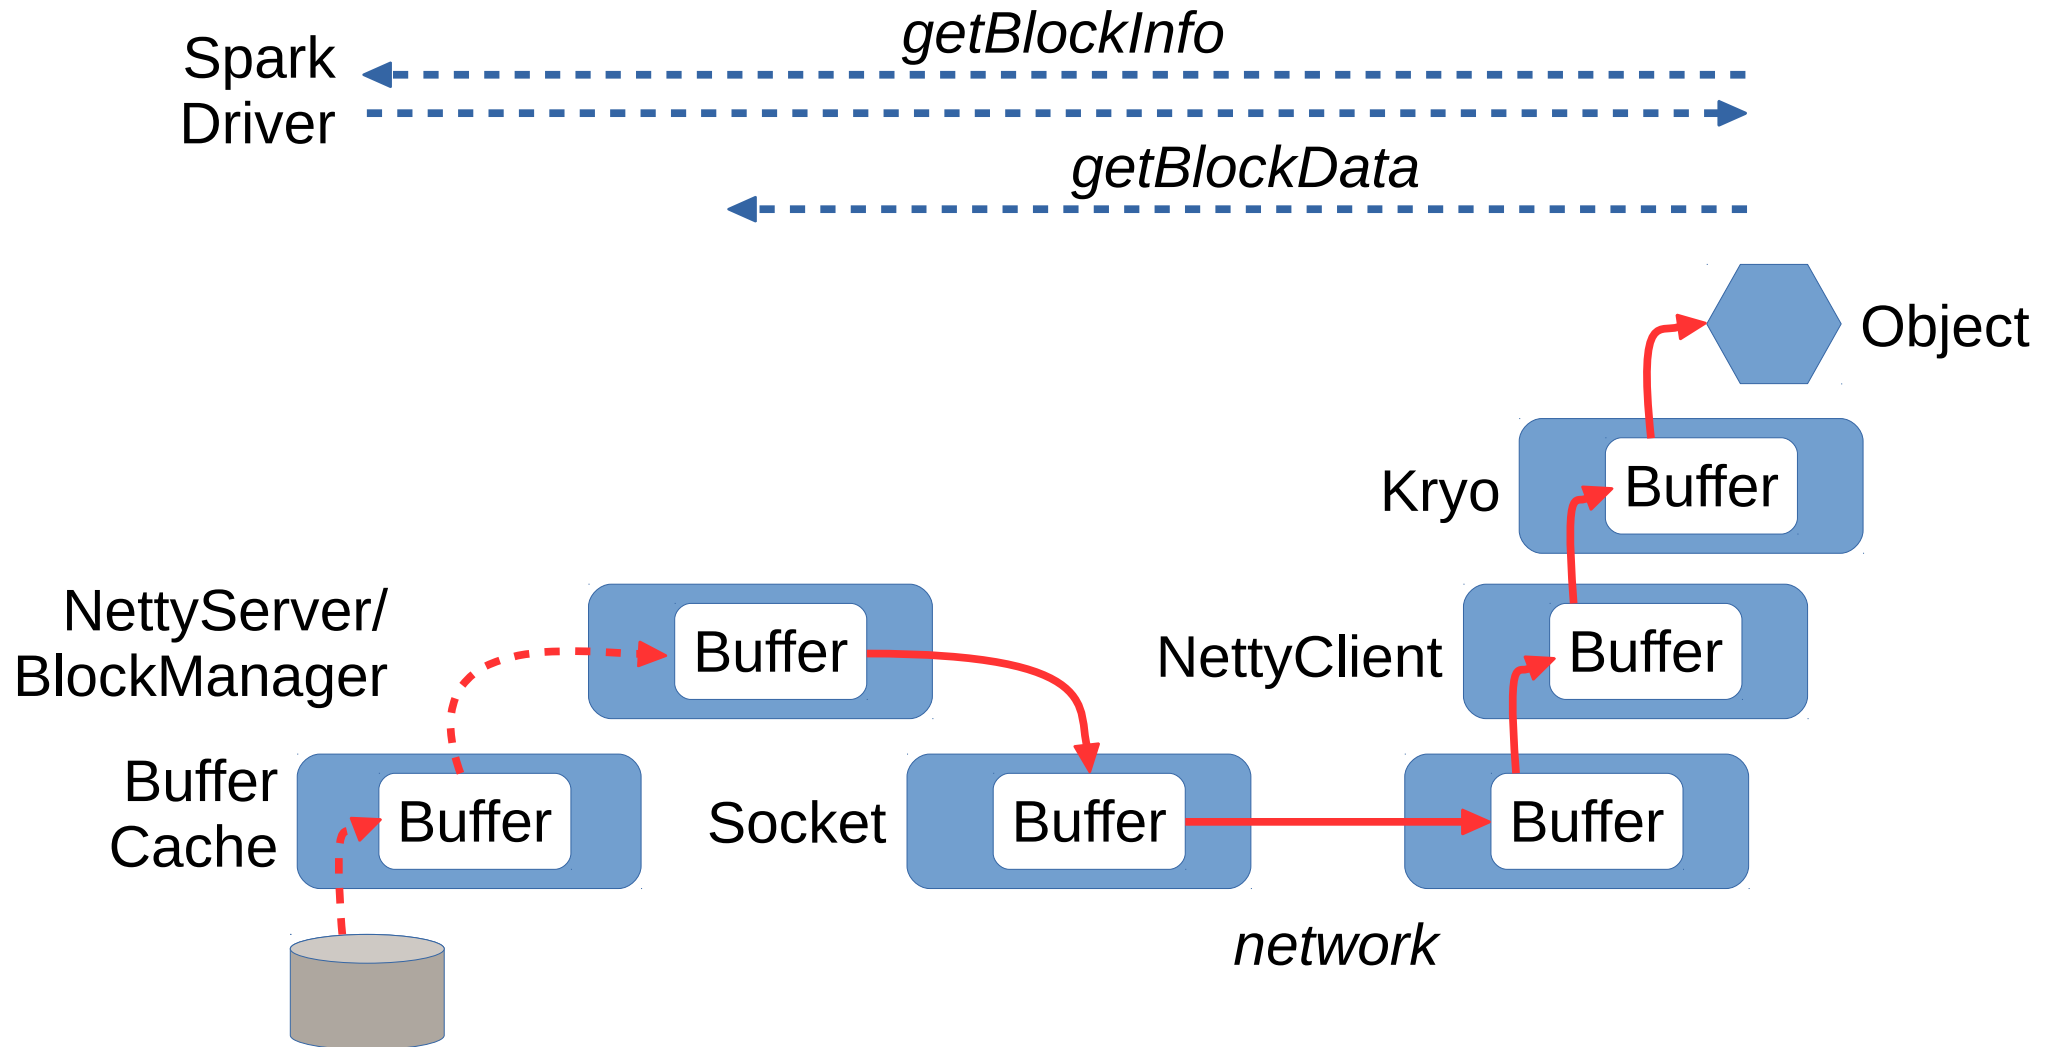 getBlockInfo
Spark
Driver
getBlockData
Object
Kryo
Buffer
NettyServer/
BlockManager
Buffer
NettyClient
Buffer
Buffer
Cache
Buffer
Socket
Buffer
Buffer
network